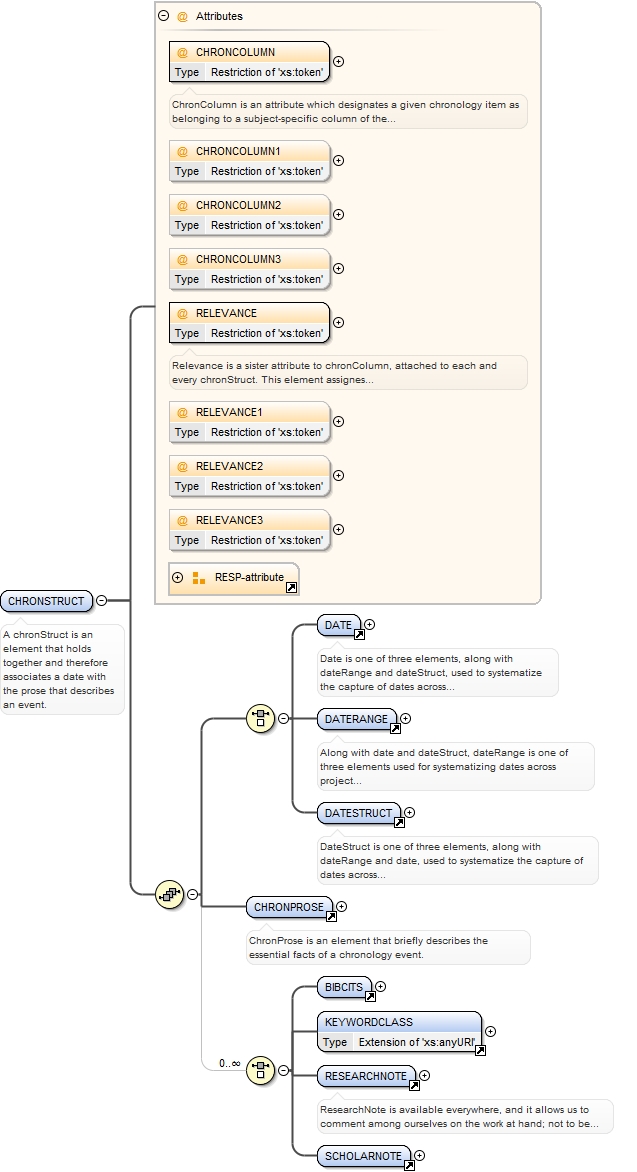 Attributes
@ CHRONCOLUMN
Type Restriction of 'xs:token'
ChronColumn is an attribute which designates a given chronology item as
belonging to a subject-specific column of the...
@ CHRONCOLUMN1
Type Restriction of 'xs:token'
@ CHRONCOLUMN2
Type Restriction of 'xs:token'
@ CHRONCOLUMN3
Type Restriction of 'xs:token'
@ RELEVANCE
Type Restriction of 'xs:token'
Relevance is a sister attribute to chronColumn, attached to each and
every chronStruct. This element assignes...
@ RELEVANCE1
Type Restriction of 'xs:token'
@ RELEVANCE2
Type Restriction of 'xs:token'
@ RELEVANCE3
Type Restriction of 'xs:token'
RESP-attribute
CHRONSTRUCT
A chronStruct is an
element that holds
together and therefore
associates a date with
the prose that describes
an event.
DATE
Date is one of three elements, along with
dateRange and dateStruct, used to systematize
the capture of dates across...
DATERANGE
Along with date and dateStruct, dateRange is one of
three elements used for systematizing dates across
project...
DATESTRUCT
DateStruct is one of three elements, along with
dateRange and date, used to systematize the capture of
dates across...
CHRONPROSE
ChronProse is an element that briefly describes the
essential facts of a chronology event.
0..∞
BIBCITS
KEYWORDCLASS
Type Extension of 'xs:anyURI'
RESEARCHNOTE
ResearchNote is available everywhere, and it allows us to
comment among ourselves on the work at hand; not to be...
SCHOLARNOTE